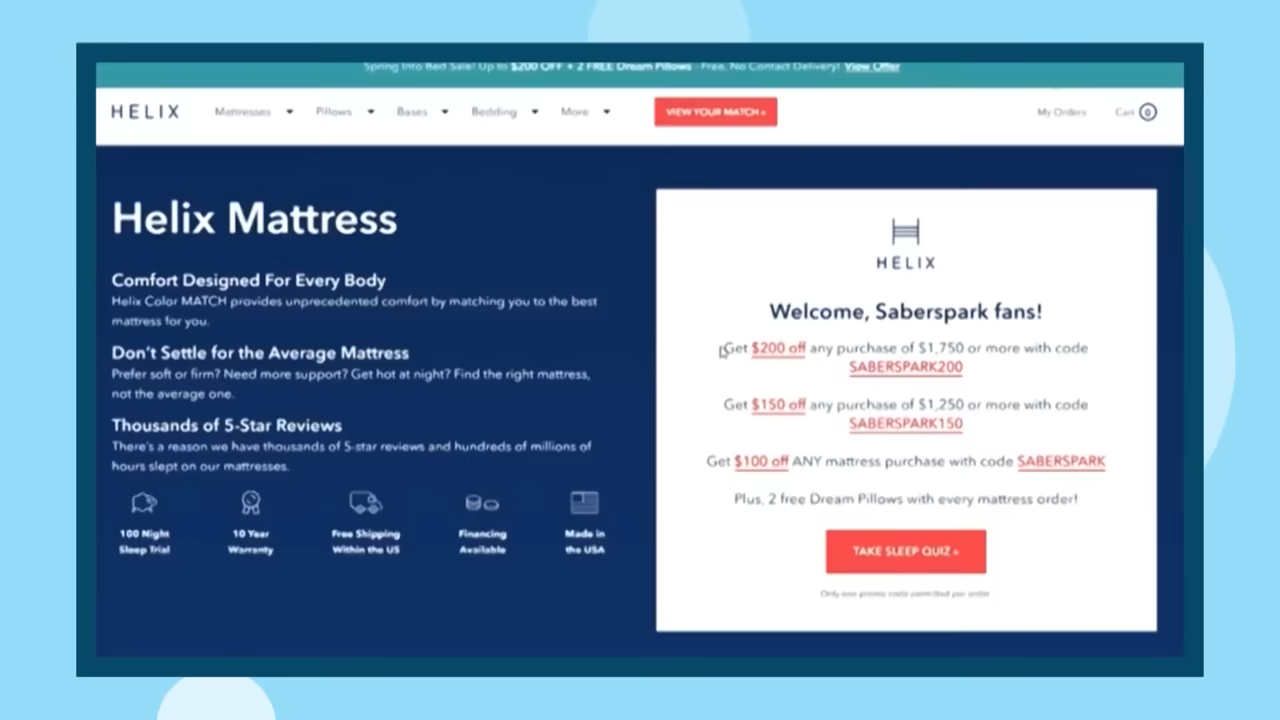 Spring Into Bed Sale! Up to $200 OFF + 2 FREE Dream Pillows - Free, No Contact Delivery! View Offer
HELIX Mattresses Pillows Bases Bedding More VIEW YOUR MATCH » My Orders Cart 0
Helix Mattress
Comfort Designed For Every Body
Helix Color MATCH provides unprecedented comfort by matching you to the best
mattress for you.
Don't Settle for the Average Mattress
Prefer soft or firm? Need more support? Get hot at night? Find the right mattress,
not the average one.
Thousands of 5-Star Reviews
There's a reason we have thousands of 5-star reviews and hundreds of millions of
hours slept on our mattresses.
100 Night
Sleep Trial
10 Year
Warranty
Free Shipping
Within the US
Financing
Available
Made in
the USA
HELIX
Welcome, Saberspark fans!
Get $200 off any purchase of $1,750 or more with code
SABERSPARK200
Get $150 off any purchase of $1,250 or more with code
SABERSPARK150
Get $100 off ANY mattress purchase with code SABERSPARK
Plus, 2 free Dream Pillows with every mattress order!
TAKE SLEEP QUIZ »
Only one promo code permitted per order